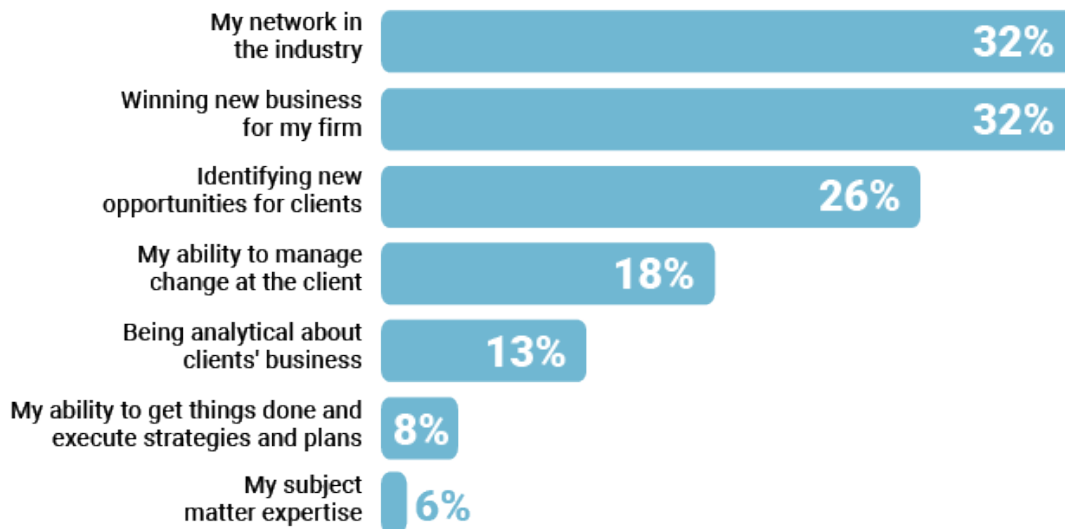 My network in
the industry
32%
Winning new business
for my firm
32%
Identifying new
opportunities for clients
26%
My ability to manage
change at the client
18%
Being analytical about
clients' business
13%
My ability to get things done and
execute strategies and plans
8%
My subject
matter expertise
6%